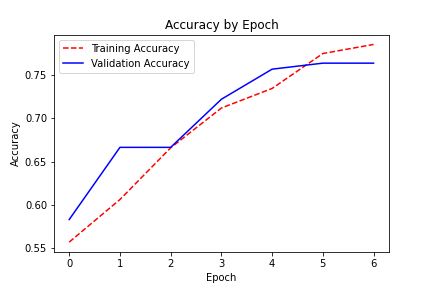 Accuracy by Epoch
Training Accuracy
Validation Accuracy
Accuracy
0.75
0.70
0.65
0.60
0.55
0 1 2 3 4 5 6
Epoch